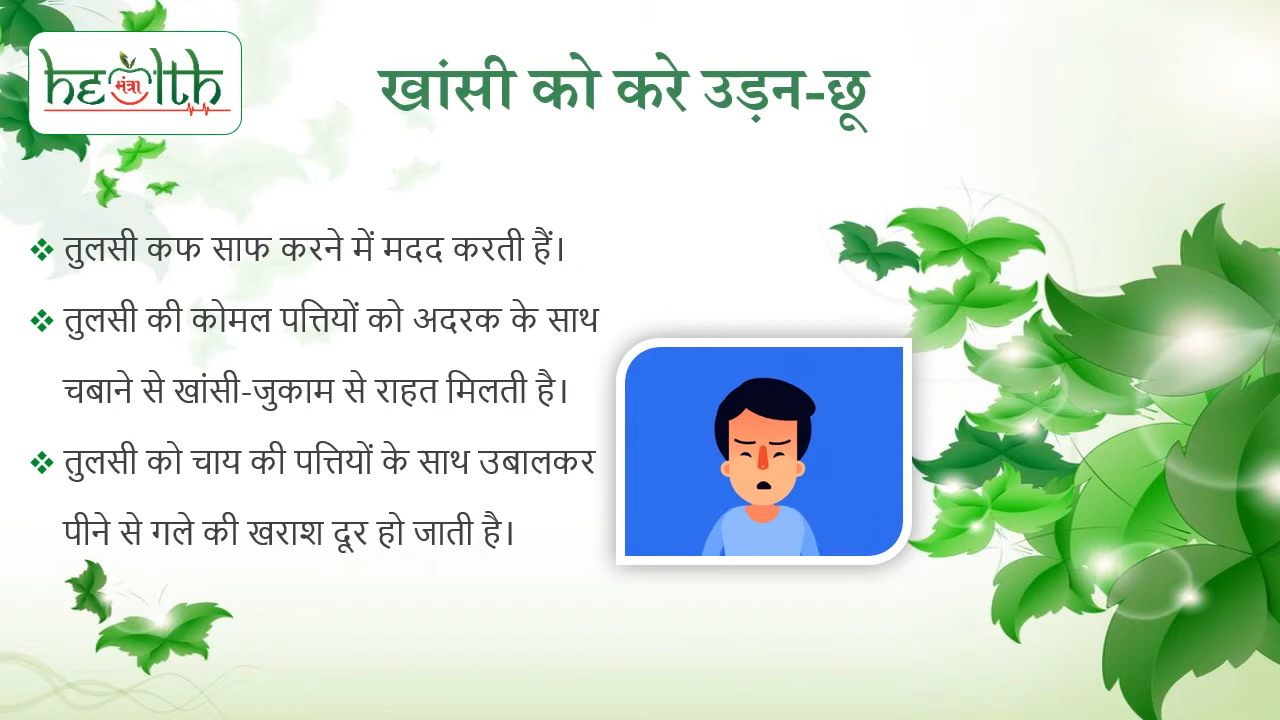 health
मंत्रा
खांसी को करे उड़न-छू
❖ तुलसी कफ साफ करने में मदद करती हैं।
❖ तुलसी की कोमल पत्तियों को अदरक के साथ
चबाने से खांसी-जुकाम से राहत मिलती है।
❖ तुलसी को चाय की पत्तियों के साथ उबालकर
पीने से गले की खराश दूर हो जाती है।